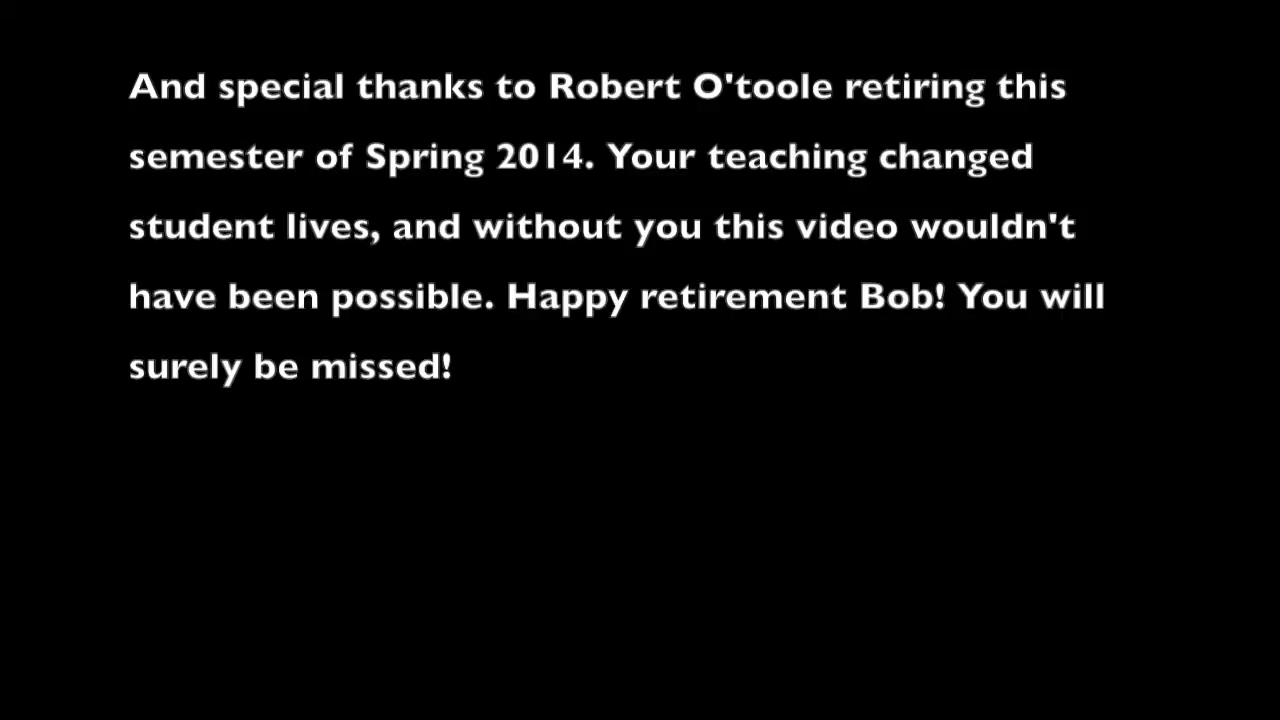 And special thanks to Robert O'toole retiring this
semester of Spring 2014. Your teaching changed
student lives, and without you this video wouldn't
have been possible. Happy retirement Bob! You will
surely be missed!